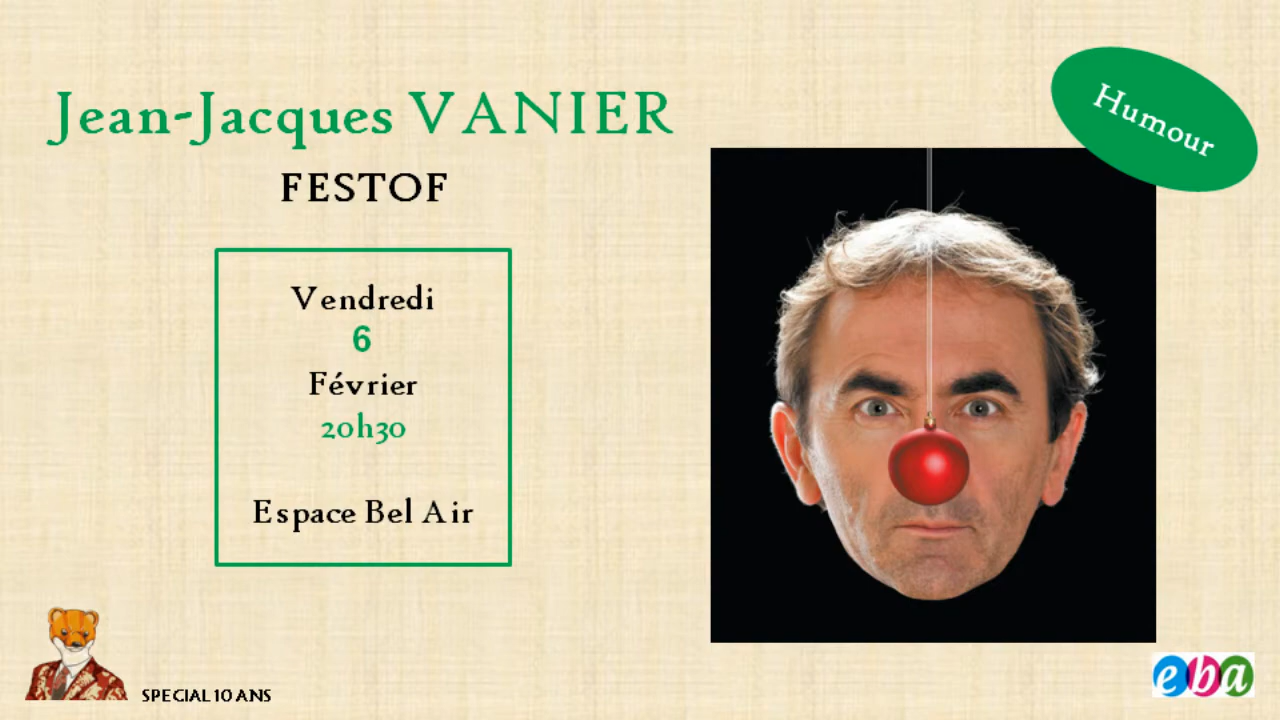 Jean-Jacques VANIER
FESTOF
Humour
Vendredi
6
Février
20h30
Espace Bel Air
SPECIAL 10 ANS
eba